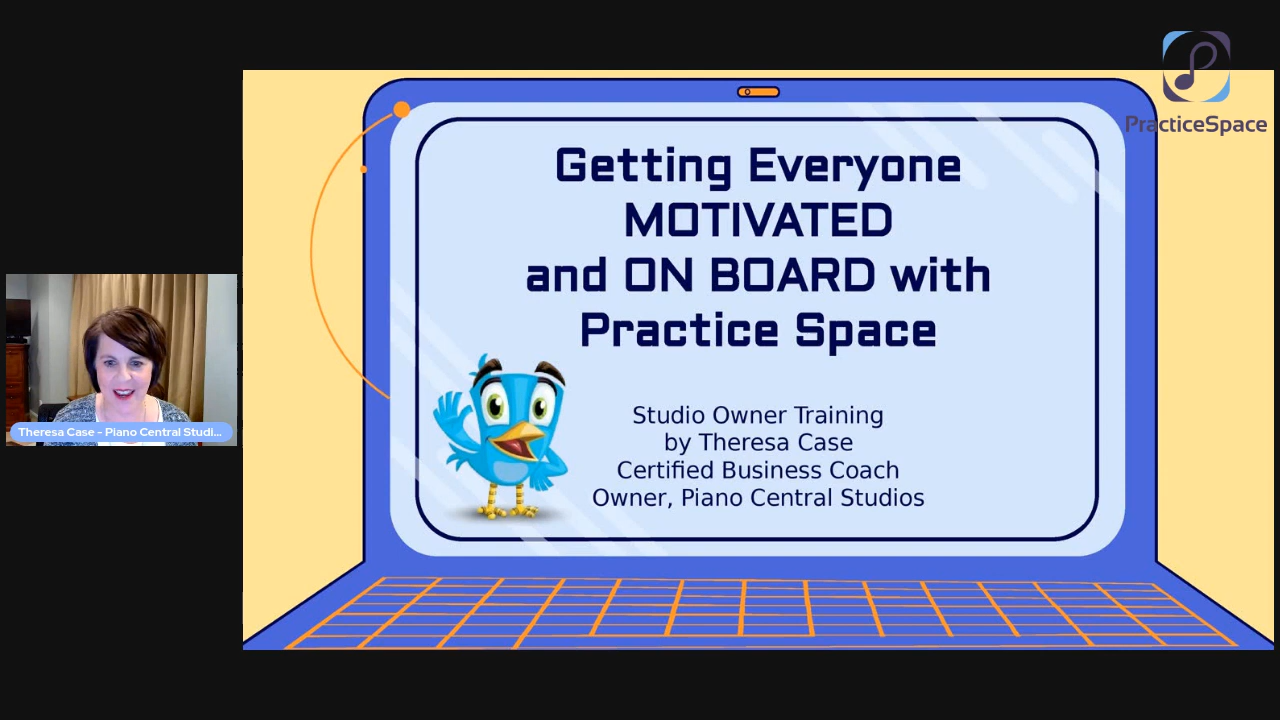 PracticeSpace
Getting Everyone
MOTIVATED
and ON BOARD with
Practice Space
Studio Owner Training
by Theresa Case
Certified Business Coach
Owner, Piano Central Studios
Theresa Case - Piano Central Studi...